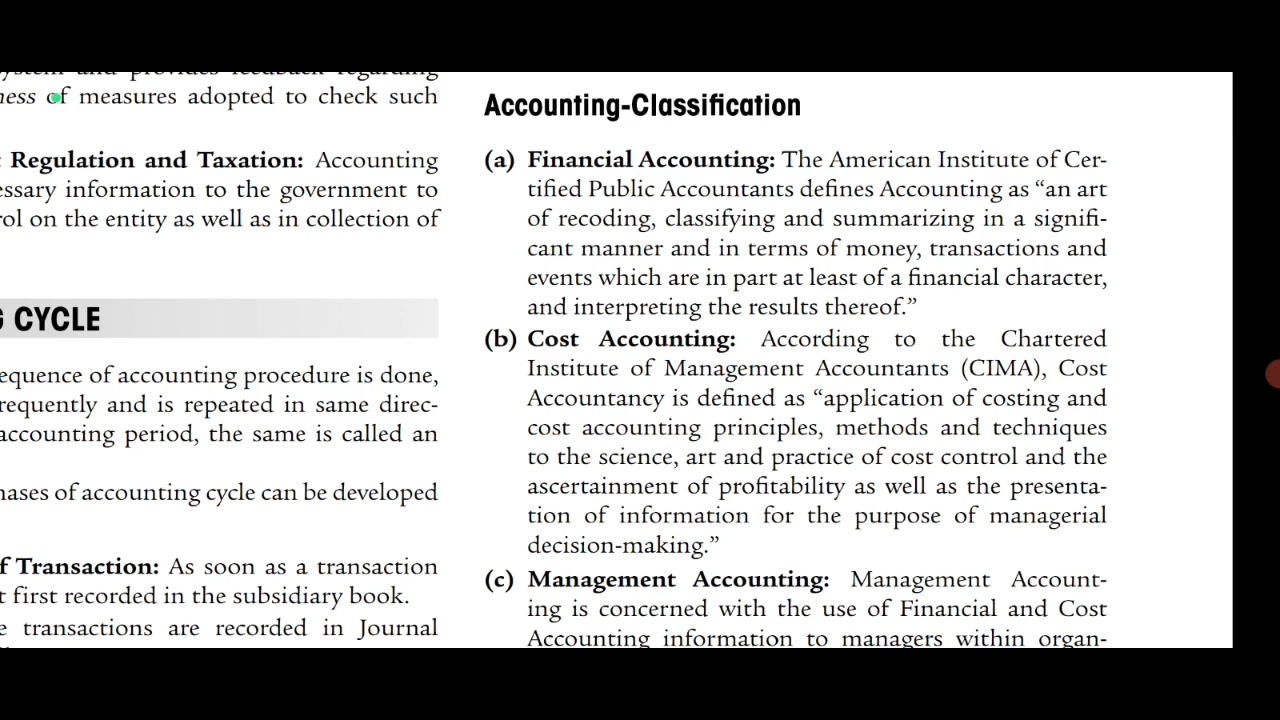 ness of measures adopted to check such
Regulation and Taxation: Accounting
essary information to the government to
rol on the entity as well as in collection of
G CYCLE
equence of accounting procedure is done,
requently and is repeated in same direc-
accounting period, the same is called an
hases of accounting cycle can be developed
f Transaction: As soon as a transaction
t first recorded in the subsidiary book.
e transactions are recorded in Journal
Accounting-Classification
(a) Financial Accounting: The American Institute of Cer-
tified Public Accountants defines Accounting as “an art
of recoding, classifying and summarizing in a signifi-
cant manner and in terms of money, transactions and
events which are in part at least of a financial character,
and interpreting the results thereof.”
(b) Cost Accounting: According to the Chartered
Institute of Management Accountants (CIMA), Cost
Accountancy is defined as “application of costing and
cost accounting principles, methods and techniques
to the science, art and practice of cost control and the
ascertainment of profitability as well as the presenta-
tion of information for the purpose of managerial
decision-making.”
(c) Management Accounting: Management Account-
ing is concerned with the use of Financial and Cost
Accounting information to managers within organ-